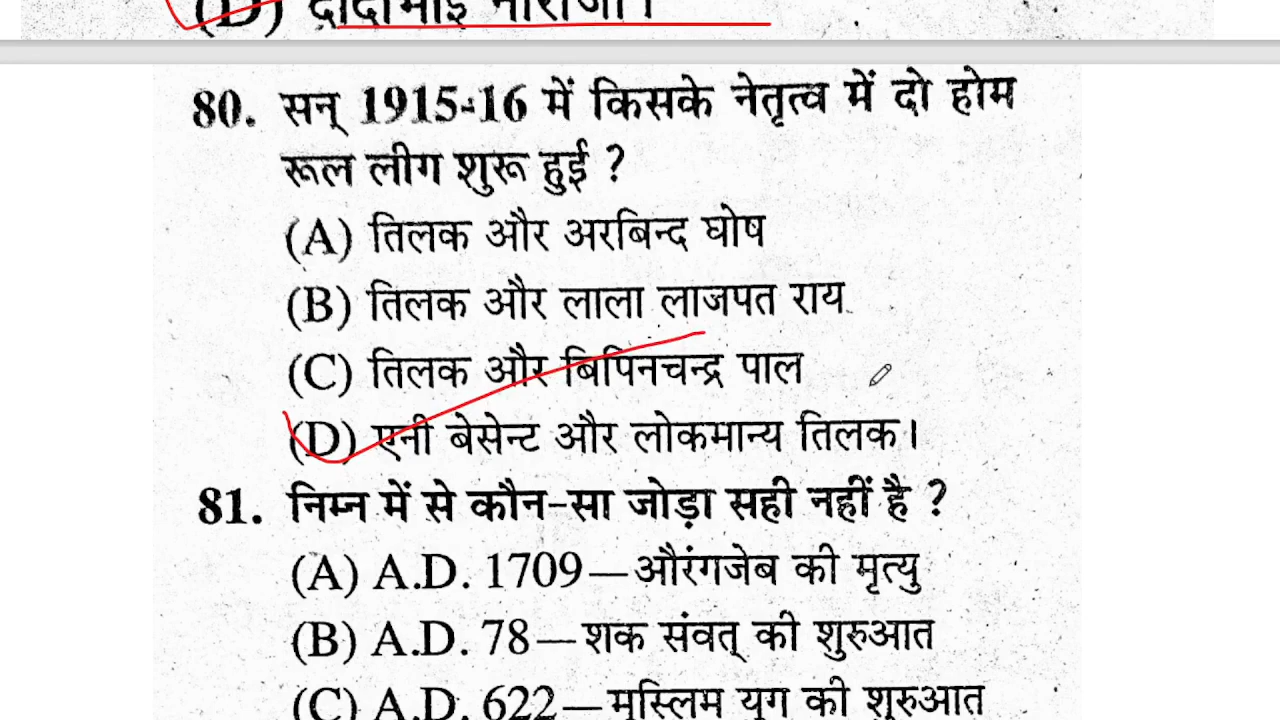 (D) दादाभाई नौरोजी।
80. सन् 1915-16 में किसके नेतृत्व में दो होम
रूल लीग शुरू हुई ?
(A) तिलक और अरबिन्द घोष
(B) तिलक और लाला लाजपत राय
(C) तिलक और बिपिनचन्द्र पाल
(D) एनी बेसेन्ट और लोकमान्य तिलक।
81. निम्न में से कौन-सा जोड़ा सही नहीं है ?
(A) A.D. 1709—औरंगजेब की मृत्यु
(B) A.D. 78—शक संवत् की शुरुआत
(C) A.D. 622—मुस्लिम युग की शुरुआत